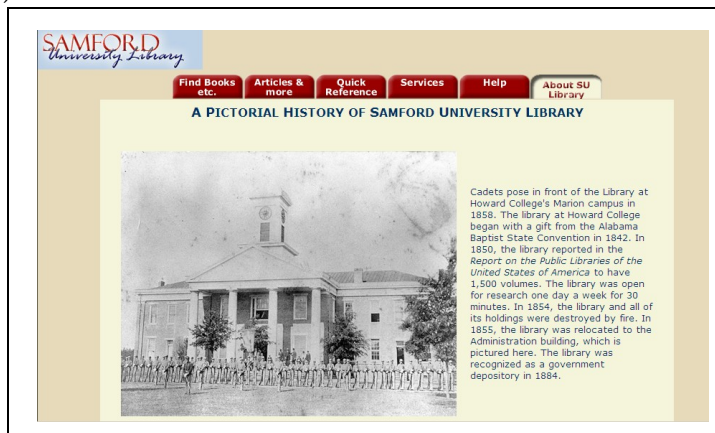 SAMFORD
University Library
Find Books
etc.
Articles &
more
Quick
Reference
Services
Help
About SU
Library
A PICTORIAL HISTORY OF SAMFORD UNIVERSITY LIBRARY
Cadets pose in front of the Library at
Howard College's Marion campus in
1858. The library at Howard College
began with a gift from the Alabama
Baptist State Convention in 1842. In
1850, the library reported in the
Report on the Public Libraries of the
United States of America to have
1,500 volumes. The library was open
for research one day a week for 30
minutes. In 1854, the library and all of
its holdings were destroyed by fire. In
1855, the library was relocated to the
Administration building, which is
pictured here. The library was
recognized as a government
depository in 1884.